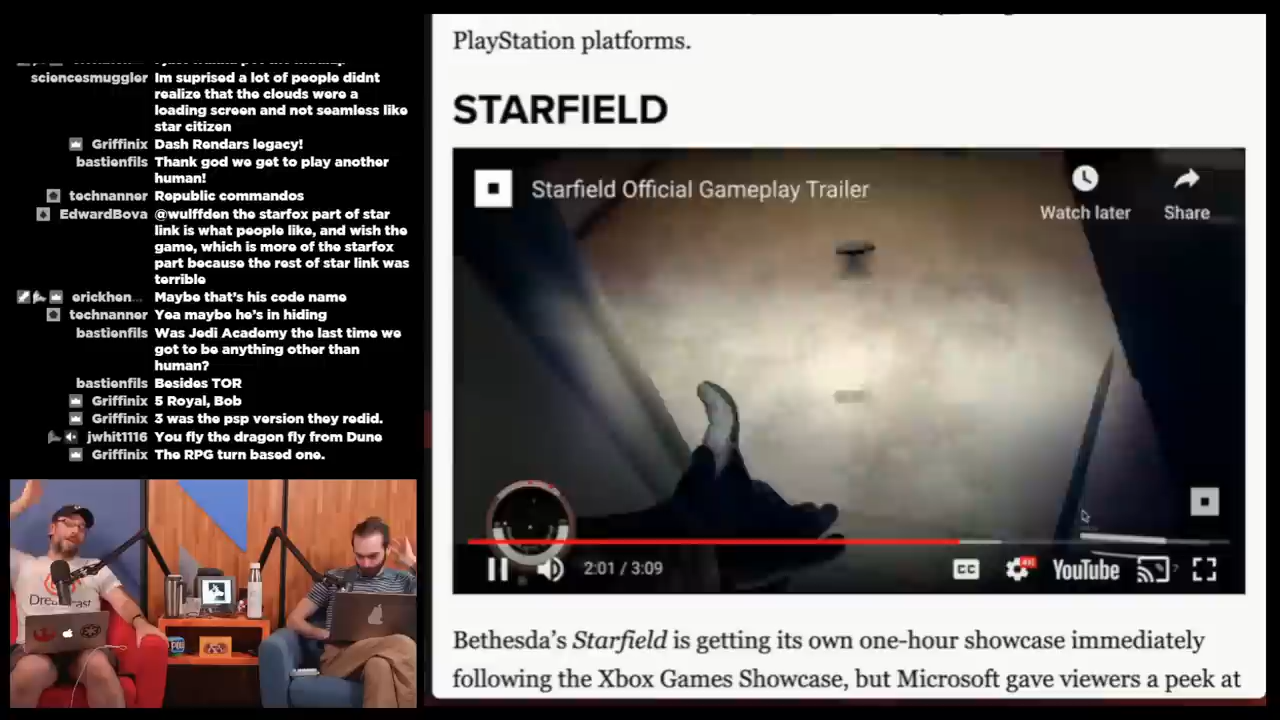 sciencesmuggler Im suprised a lot of people didnt
realize that the clouds were a
loading screen and not seamless like
star citizen
Griffinix Dash Rendars legacy!
bastienfils Thank god we get to play another
human!
technanner Republic commandos
EdwardBova @wulffden the starfox part of star
link is what people like, and wish the
game, which is more of the starfox
part because the rest of star link was
terrible
erickhen... Maybe that's his code name
technanner Yea maybe he's in hiding
bastienfils Was Jedi Academy the last time we
got to be anything other than
human?
bastienfils Besides TOR
Griffinix 5 Royal, Bob
Griffinix 3 was the psp version they redid.
jwhit1116 You fly the dragon fly from Dune
Griffinix The RPG turn based one.
PlayStation platforms.
STARFIELD
Starfield Official Gameplay Trailer
Watch later
Share
2:01 / 3:09
CC
YouTube
Bethesda's Starfield is getting its own one-hour showcase immediately
following the Xbox Games Showcase, but Microsoft gave viewers a peek at